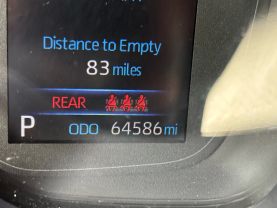 Distance to Empty
83 miles
REAR
P ODO 64586 mi